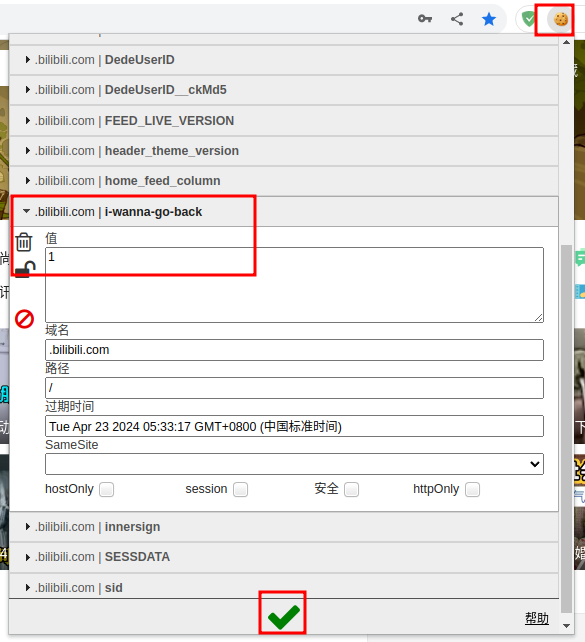 .bilibili.com | DedeUserID
.bilibili.com | DedeUserID__ckMd5
.bilibili.com | FEED_LIVE_VERSION
.bilibili.com | header_theme_version
.bilibili.com | home_feed_column
.bilibili.com | i-wanna-go-back
值
1
域名
.bilibili.com
路径
/
过期时间
Tue Apr 23 2024 05:33:17 GMT+0800 (中国标准时间)
SameSite
hostOnly session 安全 httpOnly
.bilibili.com | innersign
.bilibili.com | SESSDATA
.bilibili.com | sid
帮助